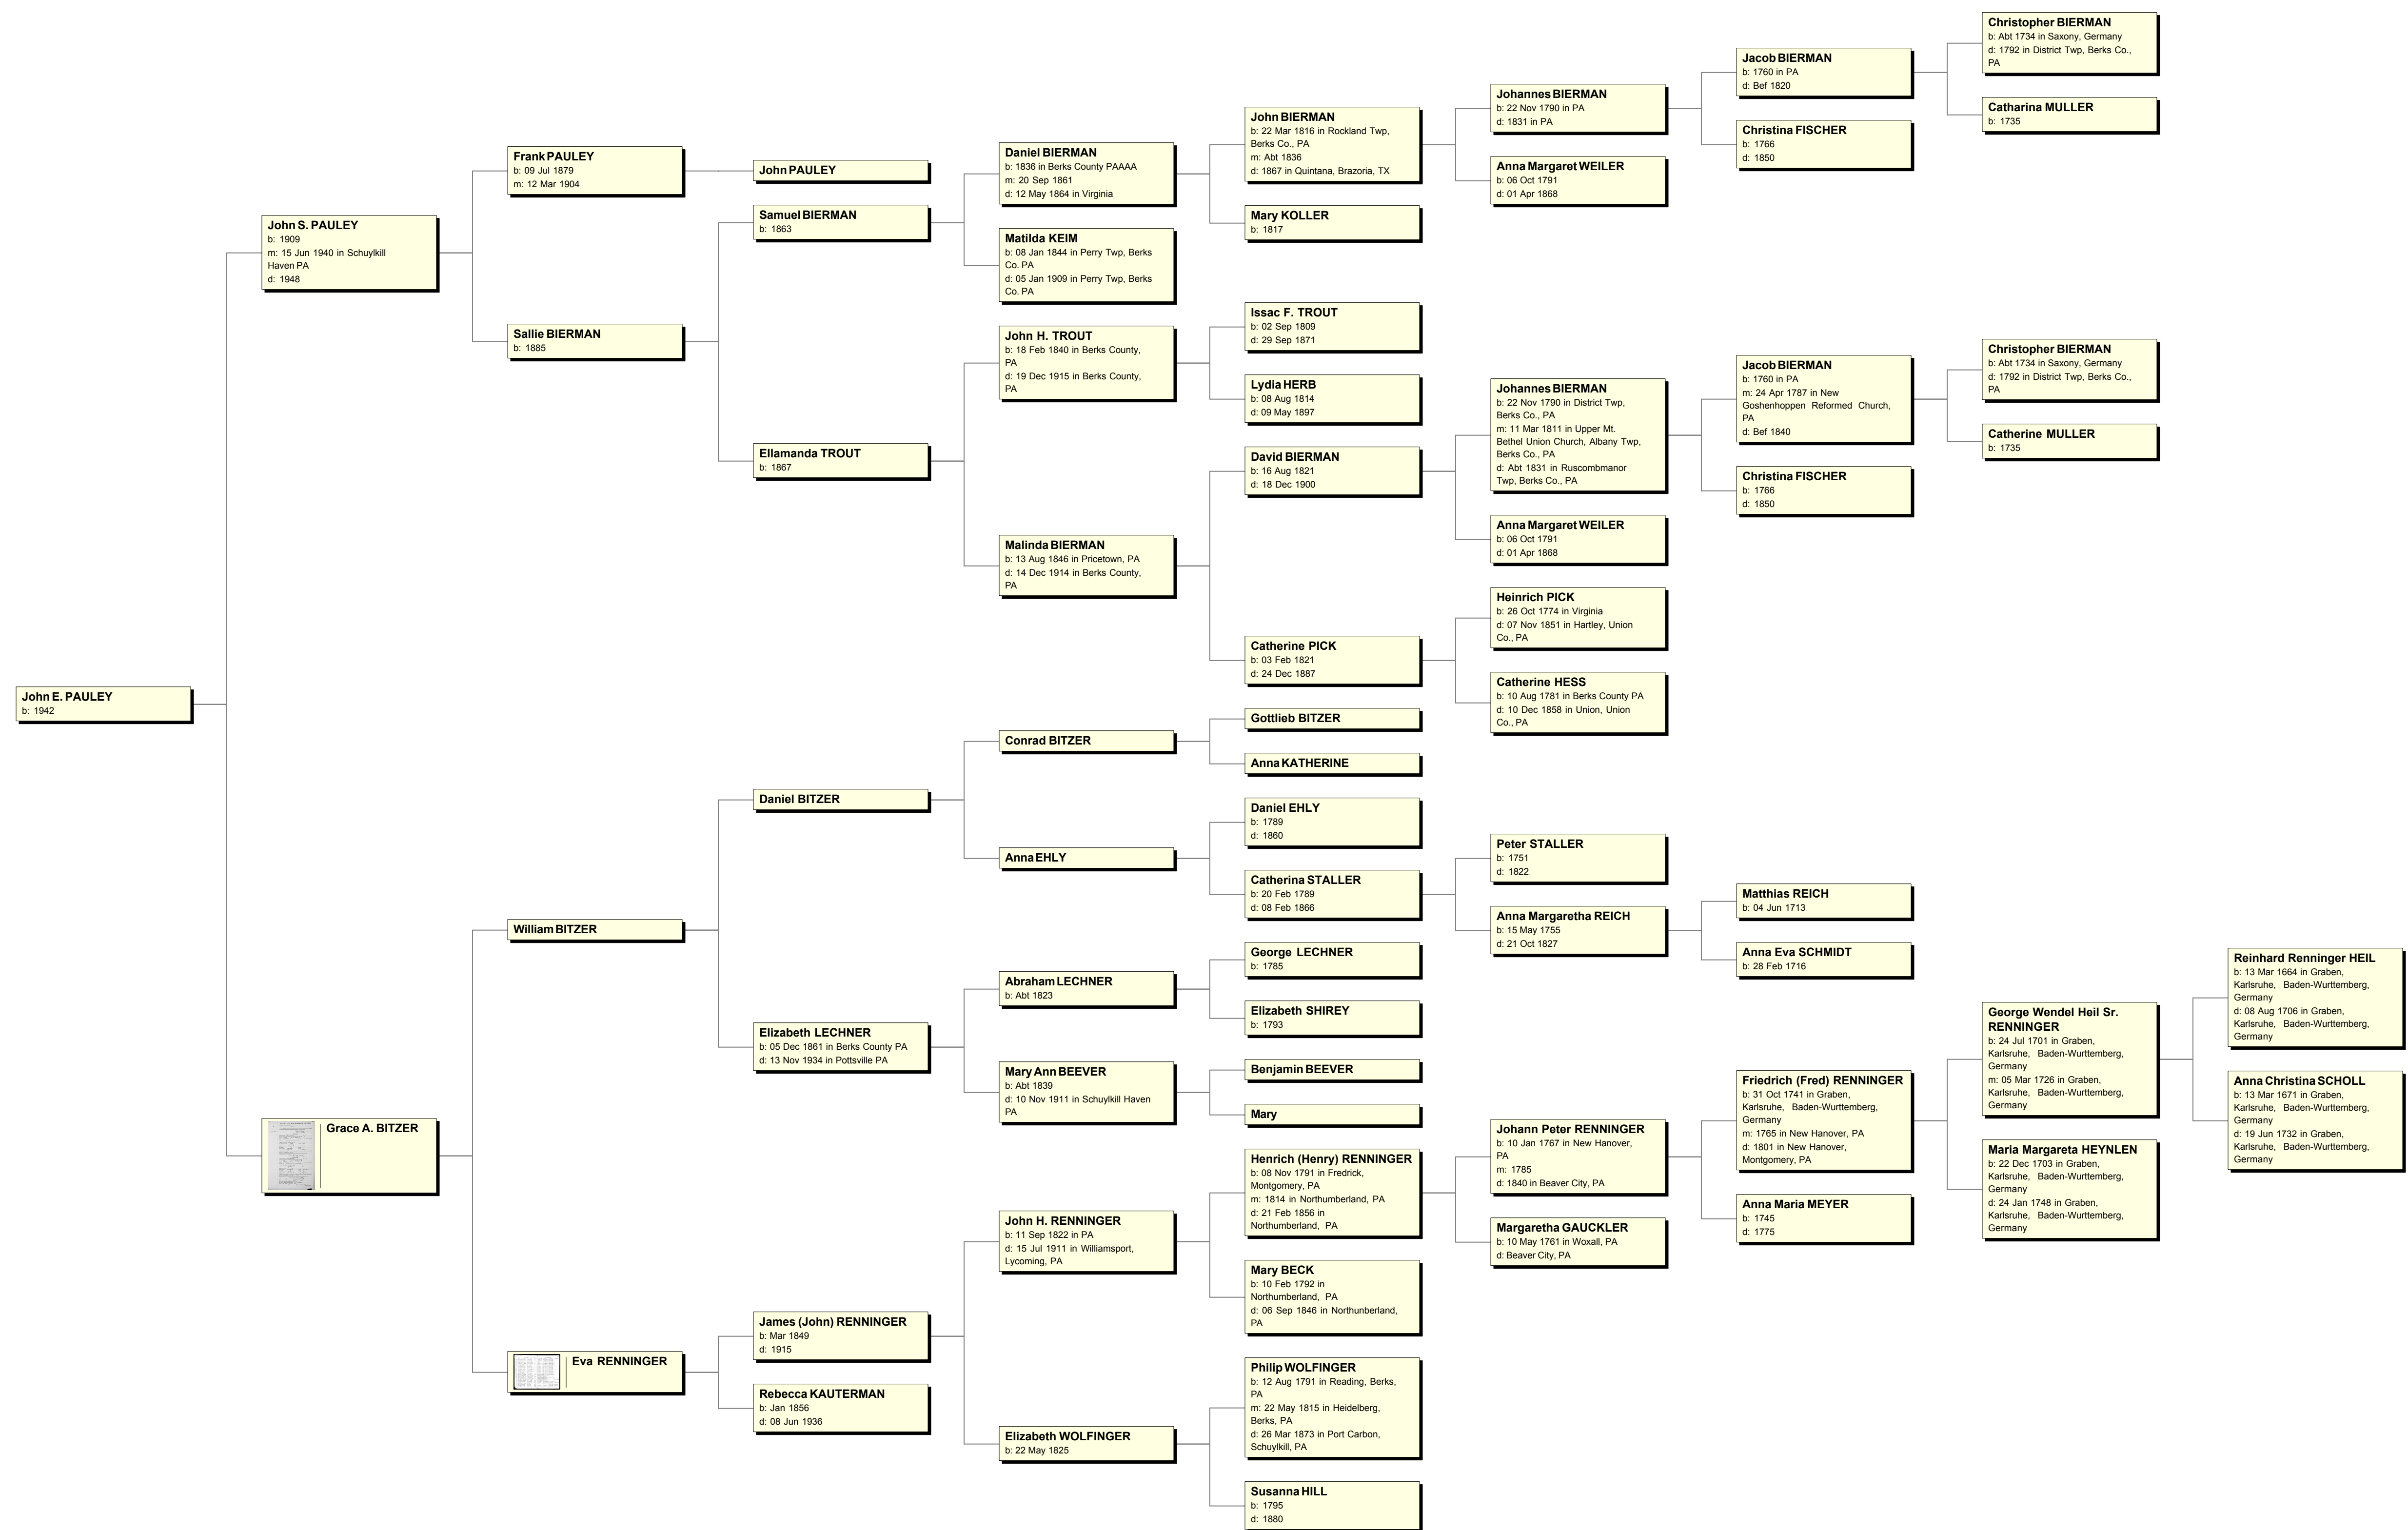 John E. PAULEY
b: 1942
John S. PAULEY
b: 1909
m: 15 Jun 1940 in Schuylkill
Haven PA
d: 1948
Grace A. BITZER
Frank PAULEY
b: 09 Jul 1879
m: 12 Mar 1904
Sallie BIERMAN
b: 1885
William BITZER
Eva RENNINGER
John PAULEY
Samuel BIERMAN
b: 1863
Ellamanda TROUT
b: 1867
Daniel BITZER
Elizabeth LECHNER
b: 05 Dec 1861 in Berks County PA
d: 13 Nov 1934 in Pottsville PA
James (John) RENNINGER
b: Mar 1849
d: 1915
Rebecca KAUTERMAN
b: Jan 1856
d: 08 Jun 1936
Daniel BIERMAN
b: 1836 in Berks County PAAAA
m: 20 Sep 1861
d: 12 May 1864 in Virginia
Matilda KEIM
b: 08 Jan 1844 in Perry Twp, Berks
Co. PA
d: 05 Jan 1909 in Perry Twp, Berks
Co. PA
John H. TROUT
b: 18 Feb 1840 in Berks County,
PA
d: 19 Dec 1915 in Berks County,
PA
Malinda BIERMAN
b: 13 Aug 1846 in Pricetown, PA
d: 14 Dec 1914 in Berks County,
PA
Conrad BITZER
Anna EHLY
Abraham LECHNER
b: Abt 1823
Mary Ann BEEVER
b: Abt 1839
d: 10 Nov 1911 in Schuylkill Haven
PA
John H. RENNINGER
b: 11 Sep 1822 in PA
d: 15 Jul 1911 in Williamsport,
Lycoming, PA
Elizabeth WOLFINGER
b: 22 May 1825
John BIERMAN
b: 22 Mar 1816 in Rockland Twp,
Berks Co., PA
m: Abt 1836
d: 1867 in Quintana, Brazoria, TX
Mary KOLLER
b: 1817
Issac F. TROUT
b: 02 Sep 1809
d: 29 Sep 1871
Lydia HERB
b: 08 Aug 1814
d: 09 May 1897
David BIERMAN
b: 16 Aug 1821
d: 18 Dec 1900
Catherine PICK
b: 03 Feb 1821
d: 24 Dec 1887
Gottlieb BITZER
Anna KATHERINE
Daniel EHLY
b: 1789
d: 1860
Catherina STALLER
b: 20 Feb 1789
d: 08 Feb 1866
George LECHNER
b: 1785
Elizabeth SHIREY
b: 1793
Benjamin BEEVER
Mary
Henrich (Henry) RENNINGER
b: 08 Nov 1791 in Fredrick,
Montgomery, PA
m: 1814 in Northumberland, PA
d: 21 Feb 1856 in
Northumberland, PA
Mary BECK
b: 10 Feb 1792 in
Northumberland, PA
d: 06 Sep 1846 in Northunberland,
PA
Philip WOLFINGER
b: 12 Aug 1791 in Reading, Berks,
PA
m: 22 May 1815 in Heidelberg,
Berks, PA
d: 26 Mar 1873 in Port Carbon,
Schuylkill, PA
Susanna HILL
b: 1795
d: 1880
Johannes BIERMAN
b: 22 Nov 1790 in PA
d: 1831 in PA
Anna Margaret WEILER
b: 06 Oct 1791
d: 01 Apr 1868
Johannes BIERMAN
b: 22 Nov 1790 in District Twp,
Berks Co., PA
m: 11 Mar 1811 in Upper Mt.
Bethel Union Church, Albany Twp,
Berks Co., PA
d: Abt 1831 in Ruscombmanor
Twp, Berks Co., PA
Anna Margaret WEILER
b: 06 Oct 1791
d: 01 Apr 1868
Heinrich PICK
b: 26 Oct 1774 in Virginia
d: 07 Nov 1851 in Hartley, Union
Co., PA
Catherine HESS
b: 10 Aug 1781 in Berks County PA
d: 10 Dec 1858 in Union, Union
Co., PA
Peter STALLER
b: 1751
d: 1822
Anna Margaretha REICH
b: 15 May 1755
d: 21 Oct 1827
Johann Peter RENNINGER
b: 10 Jan 1767 in New Hanover,
PA
m: 1785
d: 1840 in Beaver City, PA
Margaretha GAUCKLER
b: 10 May 1761 in Woxall, PA
d: Beaver City, PA
Jacob BIERMAN
b: 1760 in PA
d: Bef 1820
Christina FISCHER
b: 1766
d: 1850
Jacob BIERMAN
b: 1760 in PA
m: 24 Apr 1787 in New
Goshenhoppen Reformed Church,
PA
d: Bef 1840
Christina FISCHER
b: 1766
d: 1850
Matthias REICH
b: 04 Jun 1713
Anna Eva SCHMIDT
b: 28 Feb 1716
Friedrich (Fred) RENNINGER
b: 31 Oct 1741 in Graben,
Karlsruhe, Baden-Wurttemberg,
Germany
m: 1765 in New Hanover, PA
d: 1801 in New Hanover,
Montgomery, PA
Anna Maria MEYER
b: 1745
d: 1775
Christopher BIERMAN
b: Abt 1734 in Saxony, Germany
d: 1792 in District Twp, Berks Co.,
PA
Catharina MULLER
b: 1735
Christopher BIERMAN
b: Abt 1734 in Saxony, Germany
d: 1792 in District Twp, Berks Co.,
PA
Catherine MULLER
b: 1735
George Wendel Heil Sr.
RENNINGER
b: 24 Jul 1701 in Graben,
Karlsruhe, Baden-Wurttemberg,
Germany
m: 05 Mar 1726 in Graben,
Karlsruhe, Baden-Wurttemberg,
Germany
Maria Margareta HEYNLEN
b: 22 Dec 1703 in Graben,
Karlsruhe, Baden-Wurttemberg,
Germany
d: 24 Jan 1748 in Graben,
Karlsruhe, Baden-Wurttemberg,
Germany
Reinhard Renninger HEIL
b: 13 Mar 1664 in Graben,
Karlsruhe, Baden-Wurttemberg,
Germany
d: 08 Aug 1706 in Graben,
Karlsruhe, Baden-Wurttemberg,
Germany
Anna Christina SCHOLL
b: 13 Mar 1671 in Graben,
Karlsruhe, Baden-Wurttemberg,
Germany
d: 19 Jun 1732 in Graben,
Karlsruhe, Baden-Wurttemberg,
Germany